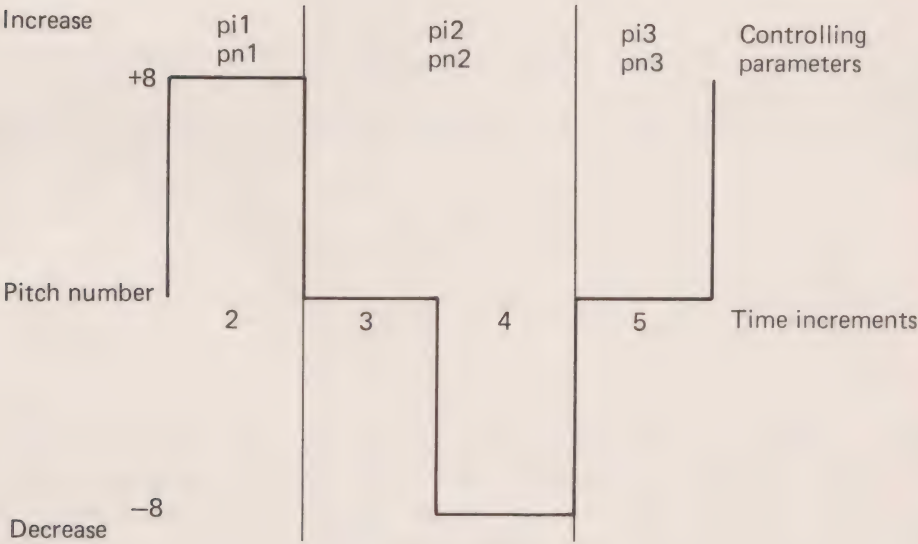 Increase
pi1
pn1
pi2
pn2
pi3
pn3
Controlling
parameters
+8
Pitch number
2
3
4
5
Time increments
−8
Decrease